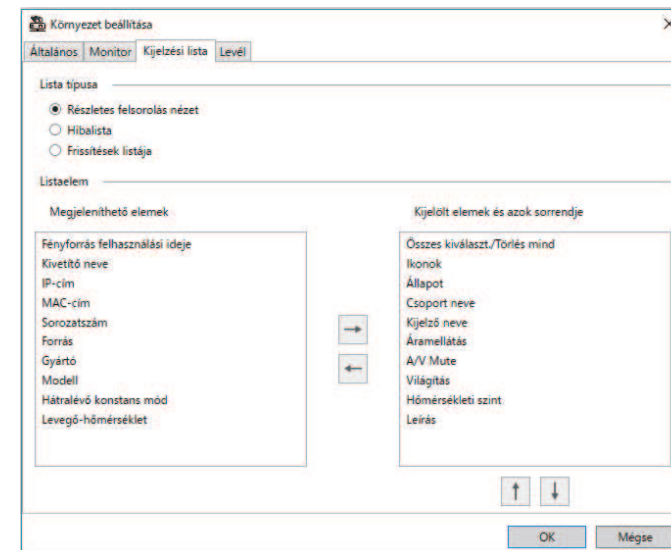 Környezet beállítása
Általános Monitor Kijelzési lista Levél
Lista típusa
Részletes felsorolás nézet
Hibalista
Frissítések listája
Listaelem
Megjeleníthető elemek
Fényforrás felhasználási ideje
Kivetítő neve
IP-cím
MAC-cím
Sorozatszám
Forrás
Gyártó
Modell
Hátralévő konstans mód
Levegő-hőmérséklet
Kijelölt elemek és azok sorrendje
Összes kiválaszt./Törlés mind
Ikonok
Állapot
Csoport neve
Kijelző neve
Áramellátás
A/V Mute
Világítás
Hőmérsékleti szint
Leírás
OK Mégse